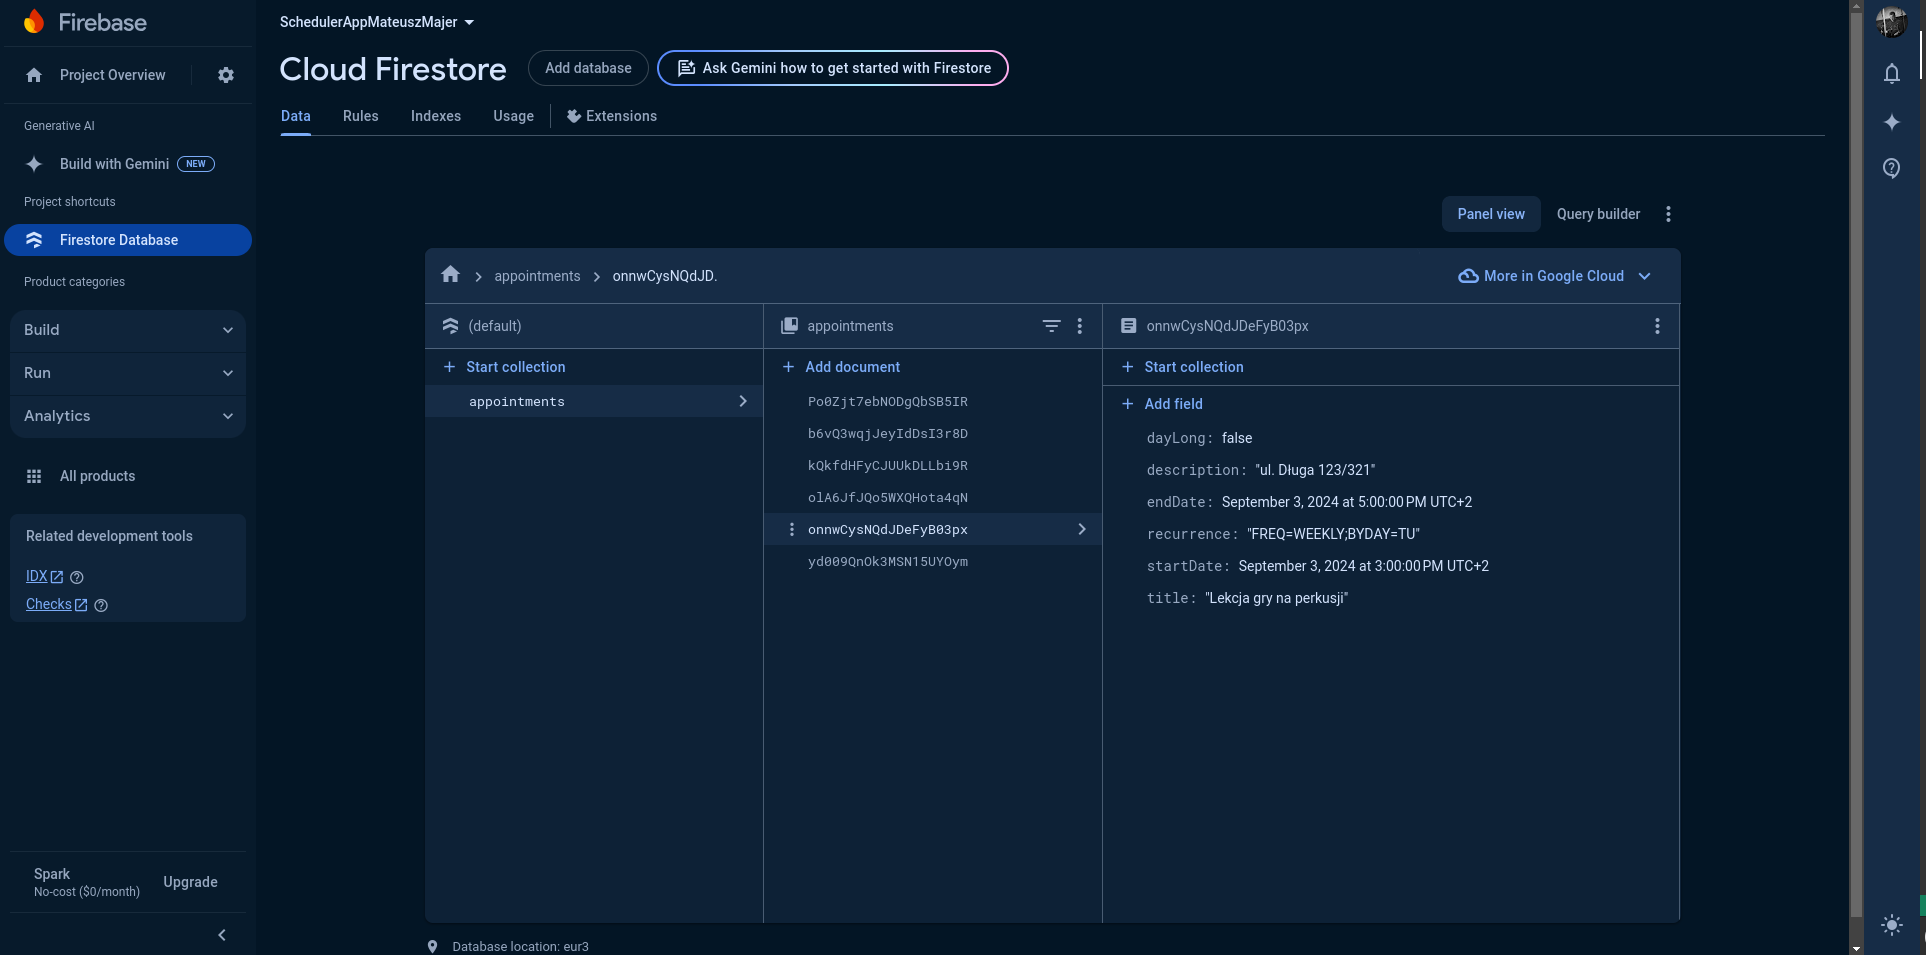 Firebase
Project Overview
Generative AI
Build with Gemini NEW
Project shortcuts
Firestore Database
Product categories
Build
Run
Analytics
All products
Related development tools
IDX
Checks
Spark
No-cost ($0/month)
Upgrade
SchedulerAppMateuszMajer
Cloud Firestore
Add database
Ask Gemini how to get started with Firestore
Data Rules Indexes Usage Extensions
Panel view Query builder
appointments onnwCysNQdJD.
More in Google Cloud
(default)
Start collection
appointments
appointments
Add document
Po0Zjt7ebNODgQbSB5IR
b6vQ3wqjJeyIdDsI3r8D
kQkfdHFyCJUUkDLLbi9R
olA6JfJQo5WXQHota4qN
onnwCysNQdJDeFyB03px
yd009QnOk3MSN15UYOym
onnwCysNQdJDeFyB03px
Start collection
Add field
dayLong: false
description: "ul. Długa 123/321"
endDate: September 3, 2024 at 5:00:00 PM UTC+2
recurrence: "FREQ=WEEKLY;BYDAY=TU"
startDate: September 3, 2024 at 3:00:00 PM UTC+2
title: "Lekcja gry na perkusji"
Database location: eur3